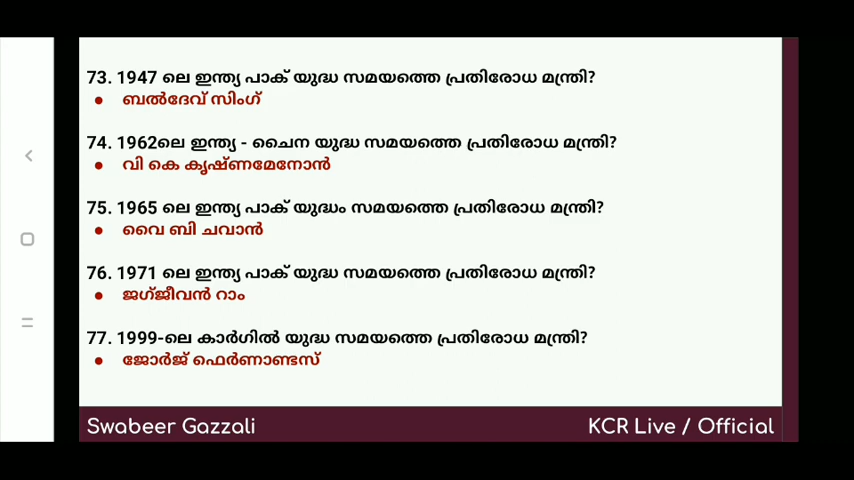 73. 1947 ലെ ഇന്ത്യ പാക് യുദ്ധ സമയത്തെ പ്രതിരോധ മന്ത്രി?
● ബൽദേവ് സിംഗ്
74. 1962ലെ ഇന്ത്യ - ചൈന യുദ്ധ സമയത്തെ പ്രതിരോധ മന്ത്രി?
● വി കെ കൃഷ്ണമേനോൻ
75. 1965 ലെ ഇന്ത്യ പാക് യുദ്ധം സമയത്തെ പ്രതിരോധ മന്ത്രി?
● വൈ ബി ചവാൻ
76. 1971 ലെ ഇന്ത്യ പാക് യുദ്ധ സമയത്തെ പ്രതിരോധ മന്ത്രി?
● ജഗ്ജീവൻ റാം
77. 1999-ലെ കാർഗിൽ യുദ്ധ സമയത്തെ പ്രതിരോധ മന്ത്രി?
● ജോർജ് ഫെർണാണ്ടസ്
Swabeer Gazzali KCR Live / Official